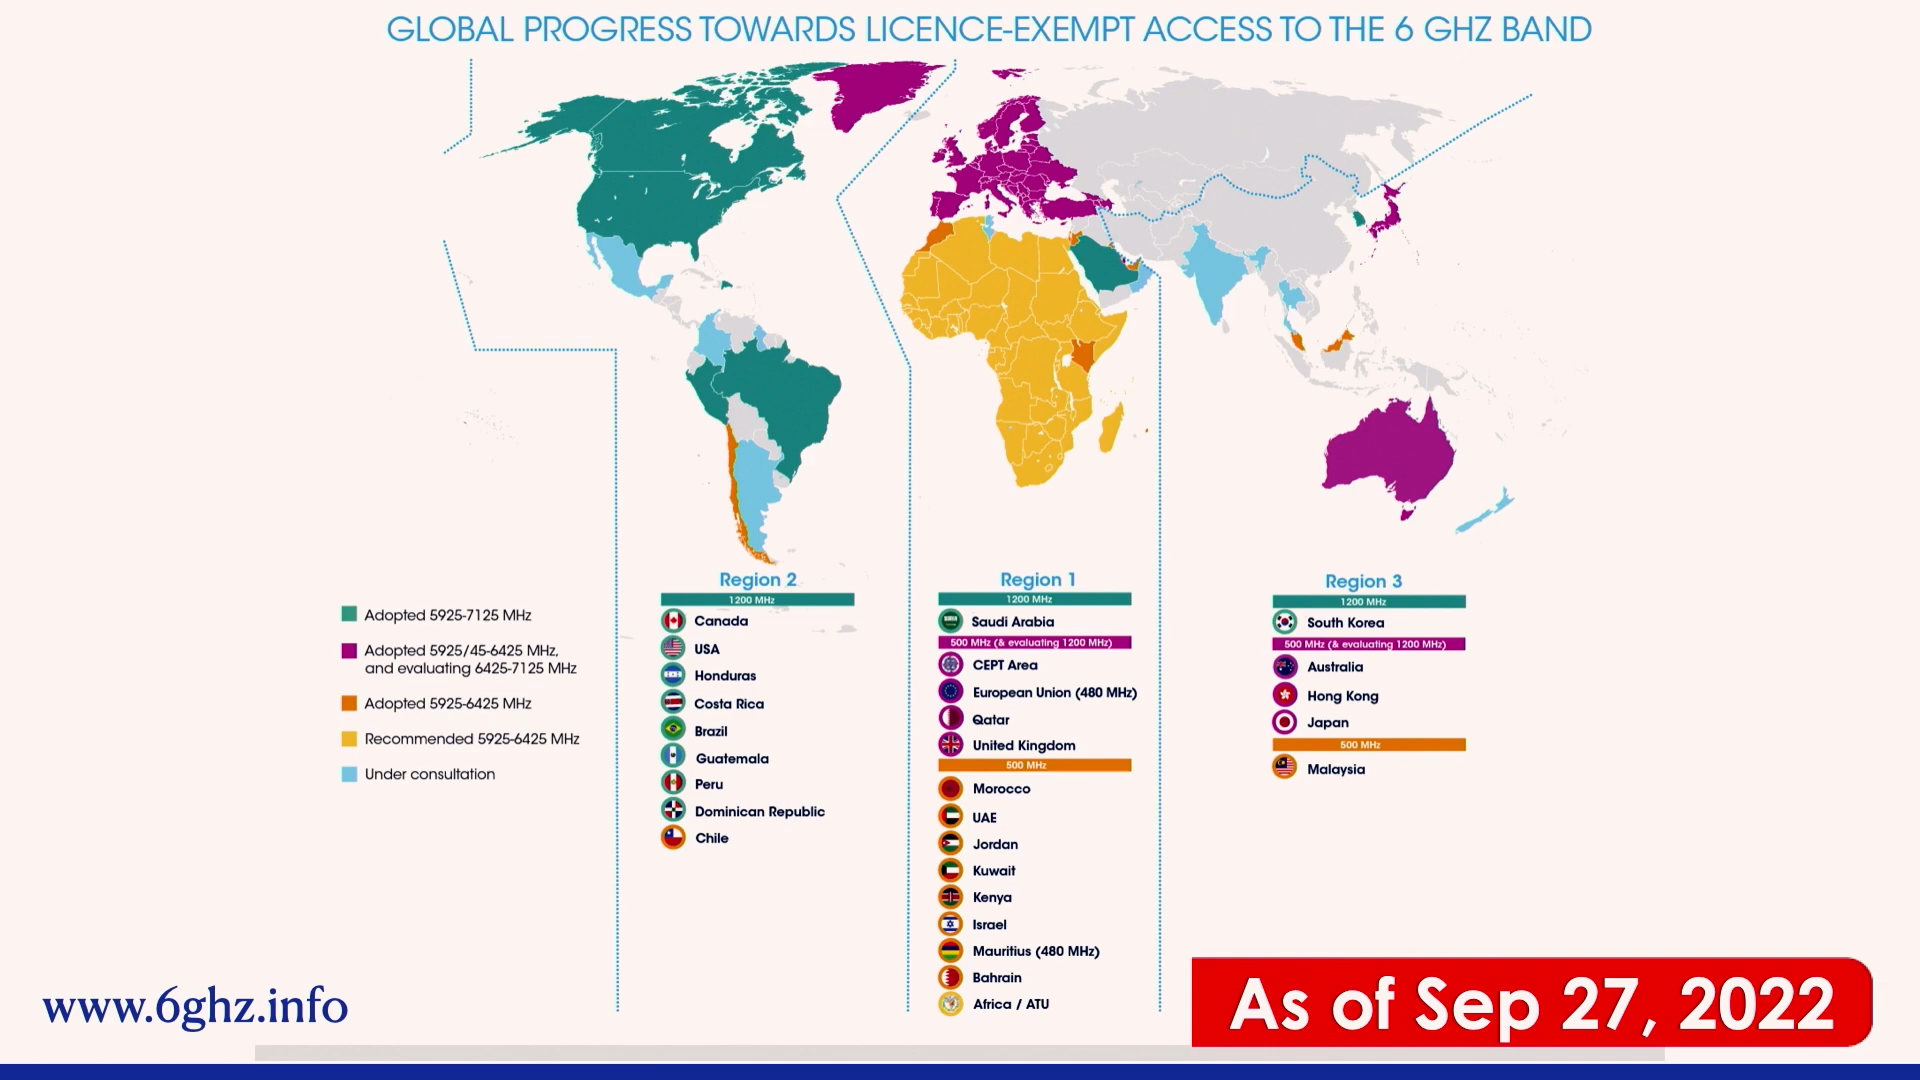 GLOBAL PROGRESS TOWARDS LICENCE-EXEMPT ACCESS TO THE 6 GHZ BAND
Adopted 5925-7125 MHz
Adopted 5925/45-6425 MHz,
and evaluating 6425-7125 MHz
Adopted 5925-6425 MHz
Recommended 5925-6425 MHz
Under consultation
Region 2
1200 MHz
Canada
USA
Honduras
Costa Rica
Brazil
Guatemala
Peru
Dominican Republic
Chile
Region 1
1200 MHz
Saudi Arabia
500 MHz (& evaluating 1200 MHz)
CEPT Area
European Union (480 MHz)
Qatar
United Kingdom
500 MHz
Morocco
UAE
Jordan
Kuwait
Kenya
Israel
Mauritius (480 MHz)
Bahrain
Africa / ATU
Region 3
1200 MHz
South Korea
500 MHz (& evaluating 1200 MHz)
Australia
Hong Kong
Japan
500 MHz
Malaysia
www.6ghz.info
As of Sep 27, 2022